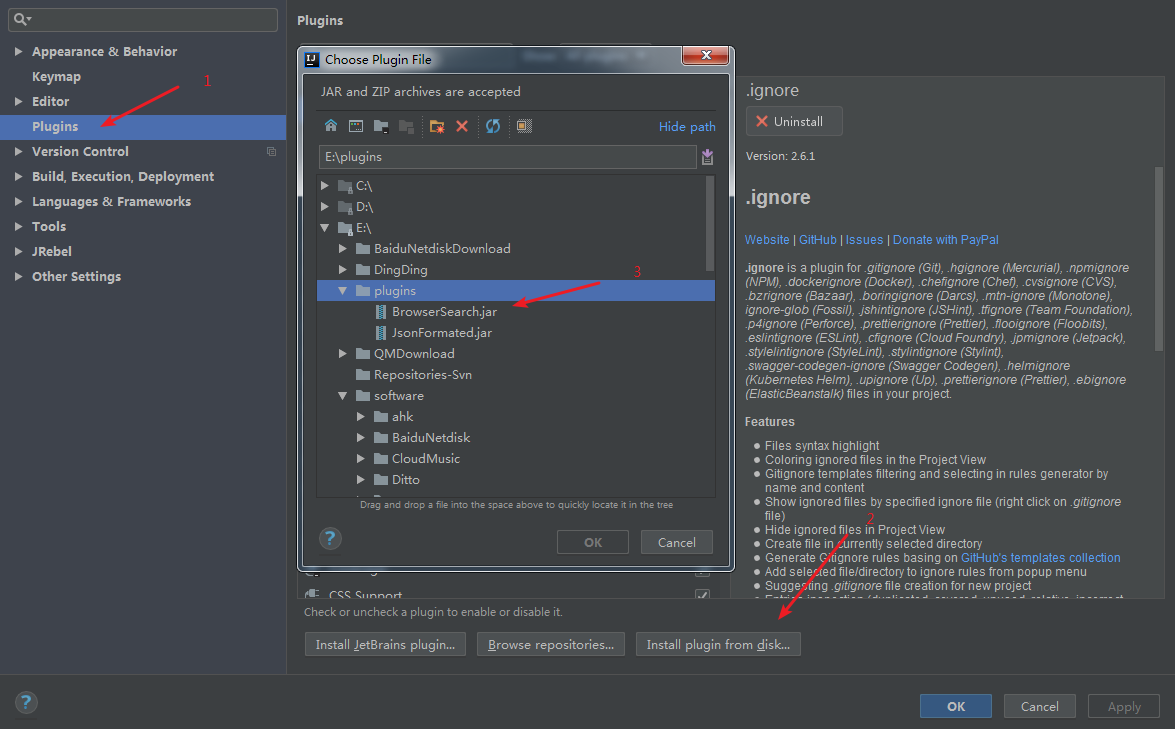 Plugins
Appearance & Behavior
Keymap
Editor
Plugins
Version Control
Build, Execution, Deployment
Languages & Frameworks
Tools
JRebel
Other Settings
1
Choose Plugin File
JAR and ZIP archives are accepted
Hide path
E:\plugins
C:\
D:\
E:\
BaiduNetdiskDownload
DingDing
plugins
3
BrowserSearch.jar
JsonFormated.jar
QMDownload
Repositories-Svn
software
ahk
BaiduNetdisk
CloudMusic
Ditto
Drag and drop a file into the space above to quickly locate it in the tree
?
OK
Cancel
CSS Support
.ignore
Uninstall
Version: 2.6.1
.ignore
Website | GitHub | Issues | Donate with PayPal
.ignore is a plugin for .gitignore (Git), .hgignore (Mercurial), .npmignore
(NPM), .dockerignore (Docker), .chefignore (Chef), .cvsignore (CVS),
.bzrignore (Bazaar), .boringignore (Darcs), .mtn-ignore (Monotone),
ignore-glob (Fossil), .jshintignore (JSHint), .tfignore (Team Foundation),
.p4ignore (Perforce), .prettierignore (Prettier), .flooignore (Floobits),
.eslintignore (ESLint), .cfignore (Cloud Foundry), .jpmignore (Jetpack),
.stylelintignore (StyleLint), .stylintignore (Stylint),
.swagger-codegen-ignore (Swagger Codegen), .helmignore
(Kubernetes Helm), .upignore (Up), .prettierignore (Prettier), .ebignore
(ElasticBeanstalk) files in your project.
Features
Files syntax highlight
Coloring ignored files in the Project View
Gitignore templates filtering and selecting in rules generator by
name and content
Show ignored files by specified ignore file (right click on .gitignore
file)
2
Hide ignored files in Project View
Create file in currently selected directory
Generate Gitignore rules basing on GitHub's templates collection
Add selected file/directory to ignore rules from popup menu
Suggesting .gitignore file creation for new project
Check or uncheck a plugin to enable or disable it.
Install JetBrains plugin...
Browse repositories...
Install plugin from disk...
?
OK
Cancel
Apply